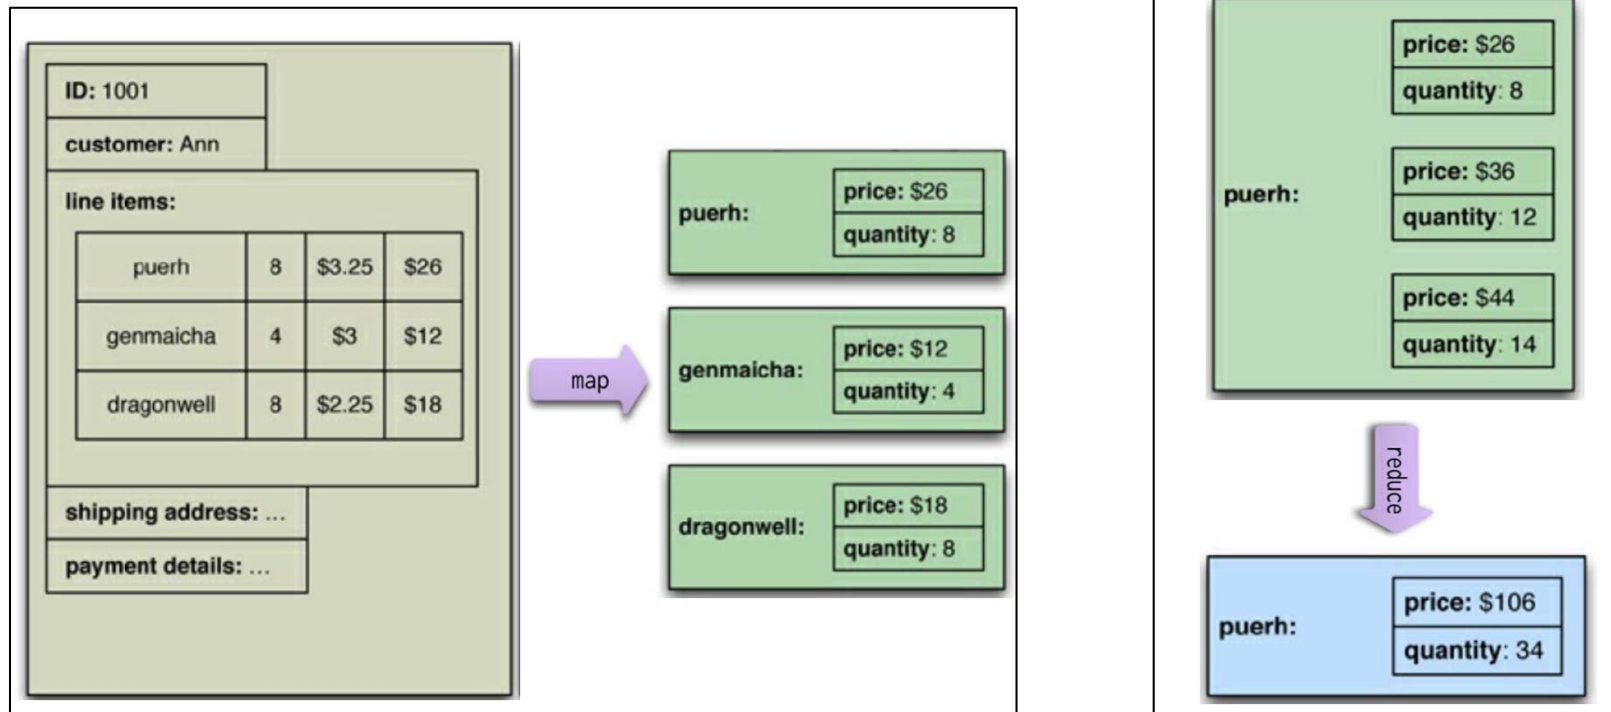 ID: 1001
customer: Ann
line items:
puerh 8 $3.25 $26
genmaicha 4 $3 $12
dragonwell 8 $2.25 $18
shipping address: ...
payment details: ...
map
puerh:
price: $26
quantity: 8
genmaicha:
price: $12
quantity: 4
dragonwell:
price: $18
quantity: 8
puerh:
price: $26
quantity: 8
price: $36
quantity: 12
price: $44
quantity: 14
reduce
puerh:
price: $106
quantity: 34